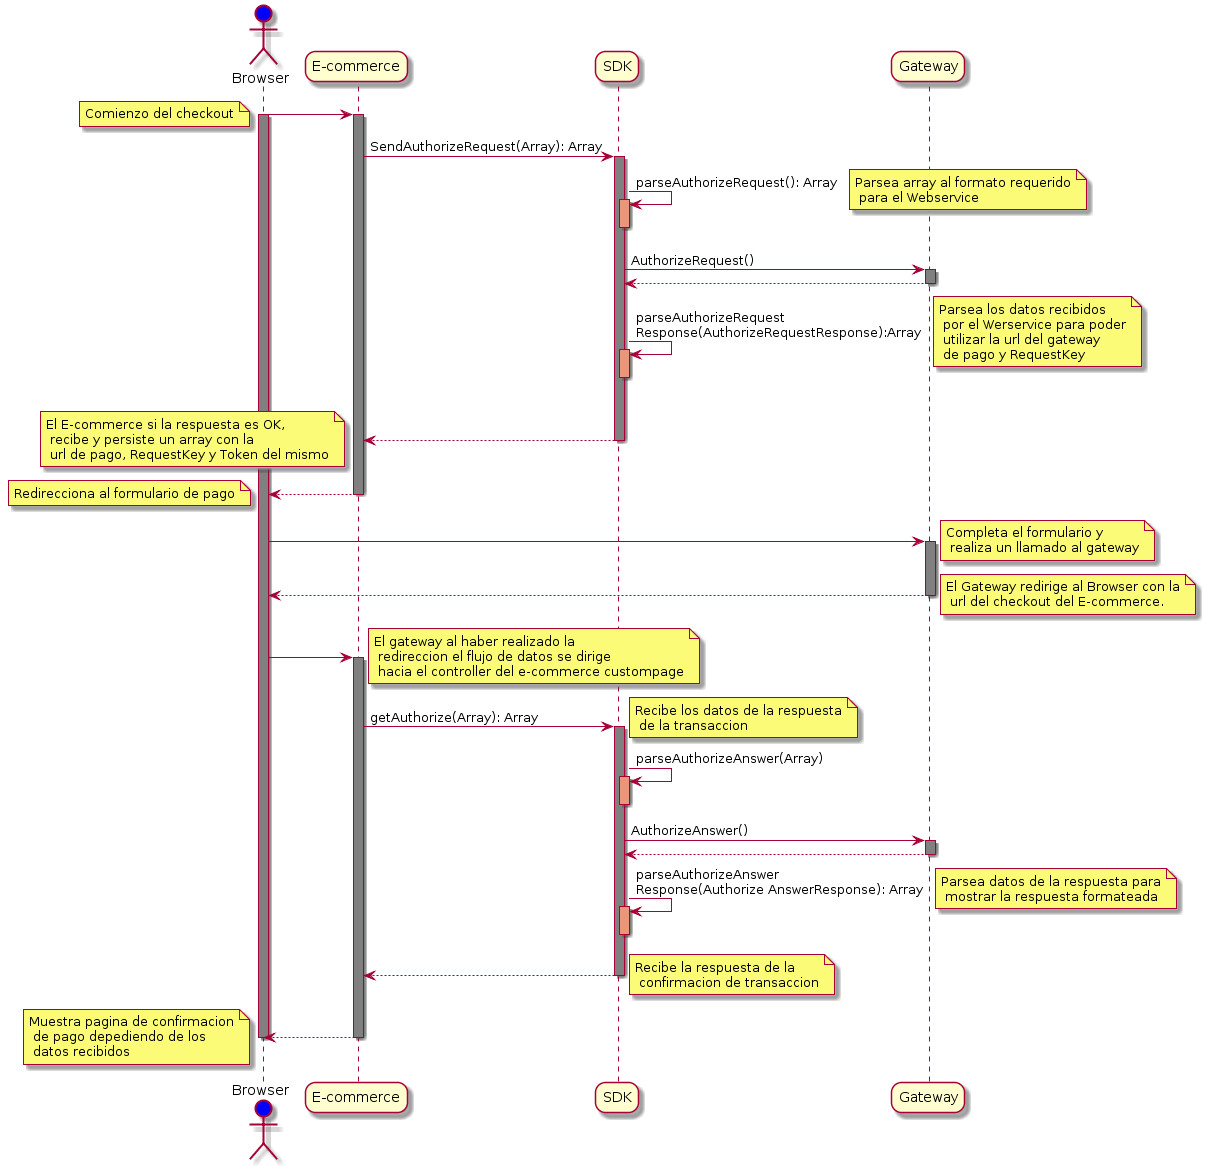 Browser
E-commerce
SDK
Gateway
Comienzo del checkout
SendAuthorizeRequest(Array): Array
parseAuthorizeRequest(): Array
Parsea array al formato requerido
para el Webservice
AuthorizeRequest()
parseAuthorizeRequest
Response(AuthorizeRequestResponse):Array
Parsea los datos recibidos
por el Werservice para poder
utilizar la url del gateway
de pago y RequestKey
El E-commerce si la respuesta es OK,
recibe y persiste un array con la
url de pago, RequestKey y Token del mismo
Redirecciona al formulario de pago
Completa el formulario y
realiza un llamado al gateway
El Gateway redirige al Browser con la
url del checkout del E-commerce.
El gateway al haber realizado la
redireccion el flujo de datos se dirige
hacia el controller del e-commerce custompage
getAuthorize(Array): Array
Recibe los datos de la respuesta
de la transaccion
parseAuthorizeAnswer(Array)
AuthorizeAnswer()
parseAuthorizeAnswer
Response(Authorize AnswerResponse): Array
Parsea datos de la respuesta para
mostrar la respuesta formateada
Recibe la respuesta de la
confirmacion de transaccion
Muestra pagina de confirmacion
de pago depediendo de los
datos recibidos
Browser
E-commerce
SDK
Gateway